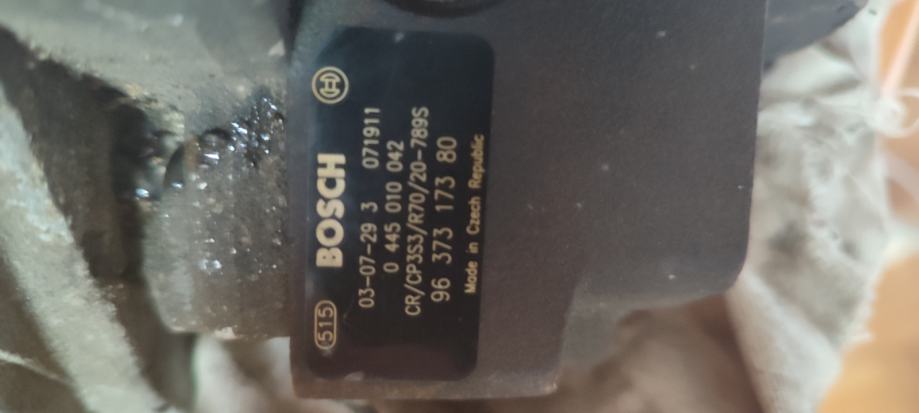 515 BOSCH
03-07-29 3 071911
0 445 010 042
CR/CP3S3/R70/20-789S
96 373 173 80
Made in Czech Republic